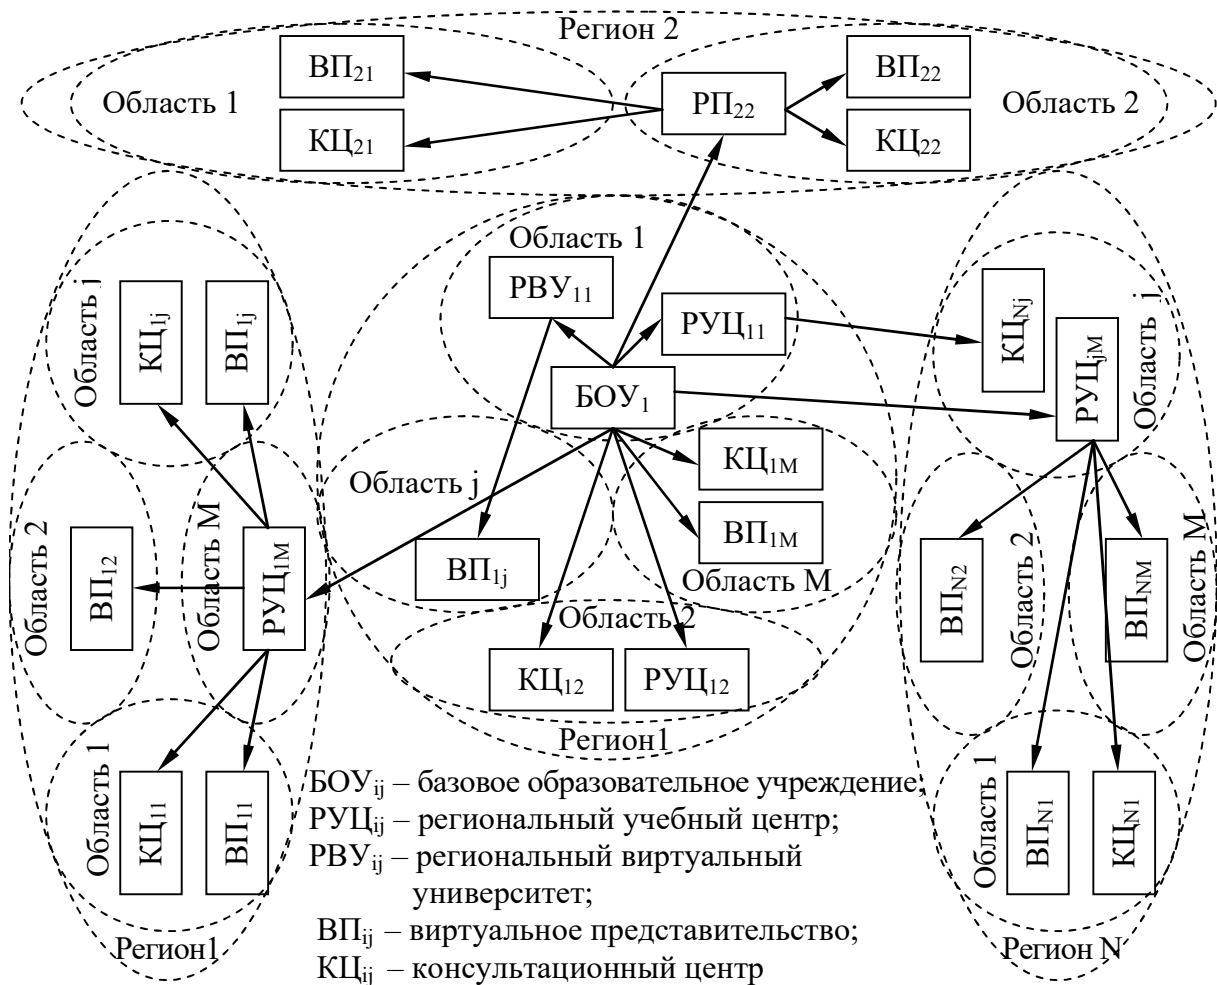 Регион 2
ВП21
ВП22
Область 1
РП22
Область 2
КЦ21
КЦ22
Область 1
РВУ11
РУЦ11
БОУ1
Область j
КЦ1M
ВП1M
ВП1j
Область M
Область 2
КЦ12
РУЦ12
Регион1
Область j
КЦ1j
ВП1j
Область 2
ВП12
Область M
РУЦ1M
Область 1
КЦ11
ВП11
Регион1
КЦNj
РУЦjM
Область j
ВПN2
Область 2
ВПNM
Область M
Область 1
ВПN1
КЦN1
Регион N
БОУij – базовое образовательное учреждение;
РУЦij – региональный учебный центр;
РВУij – региональный виртуальный
университет;
ВПij – виртуальное представительство;
КЦij – консультационный центр